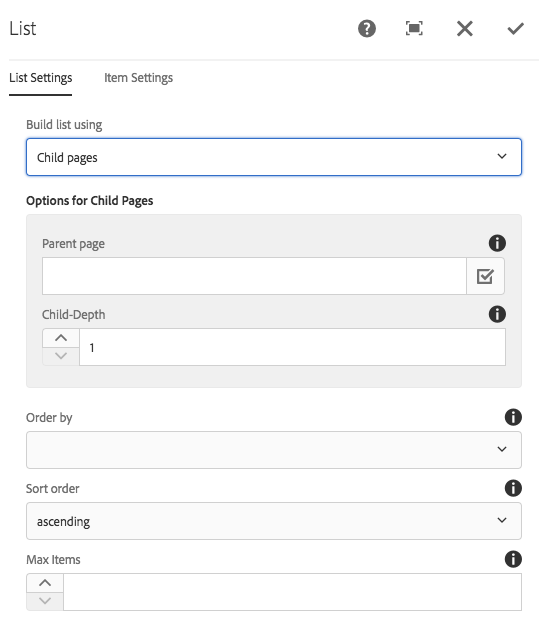 List
List Settings Item Settings
Build list using
Child pages
Options for Child Pages
Parent page
Child-Depth
1
Order by
Sort order
ascending
Max Items